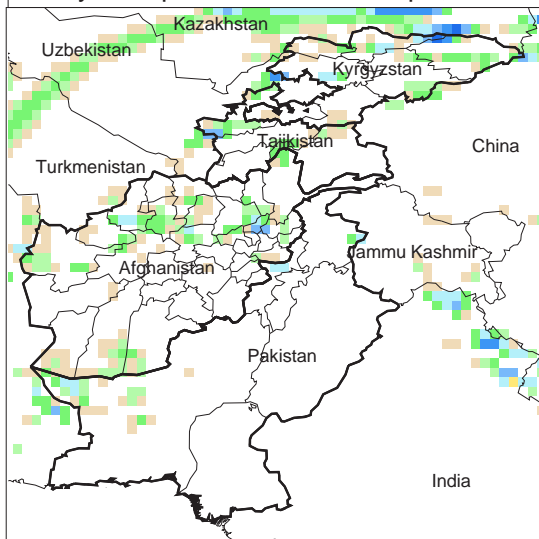 Kazakhstan
Uzbekistan
Kyrgyzstan
Tajikistan
China
Turkmenistan
Jammu Kashmir
Afghanistan
Pakistan
India